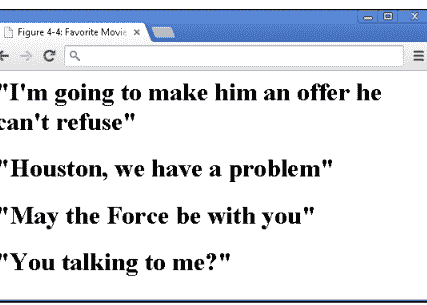 Figure 4-4: Favorite Movie
"I'm going to make him an offer he
can't refuse"
"Houston, we have a problem"
"May the Force be with you"
"You talking to me?"